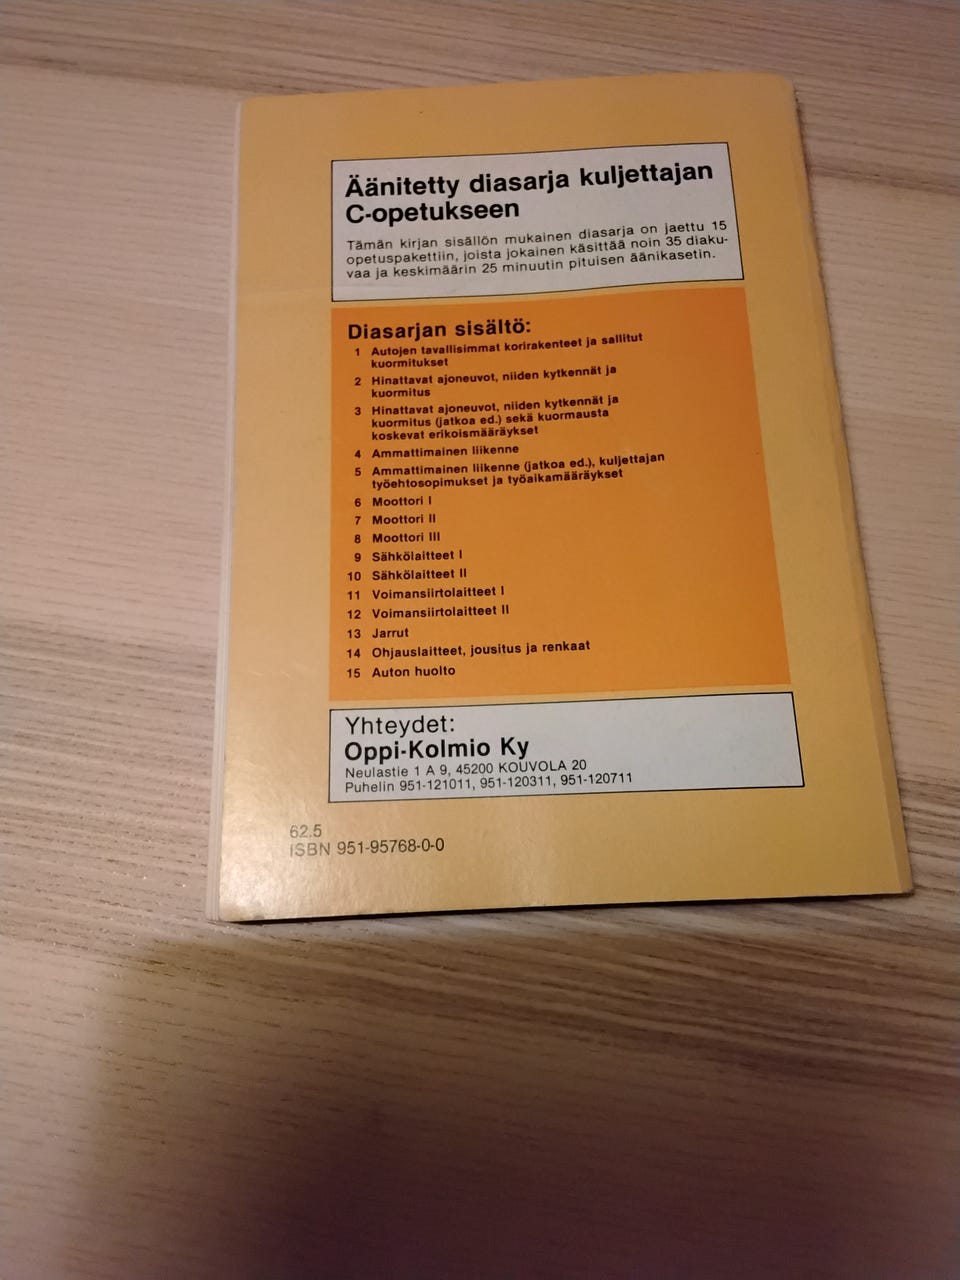 Äänitetty diasarja kuljettajan
C-opetukseen
Tämän kirjan sisällön mukainen diasarja on jaettu 15
opetuspakettiin, joista jokainen käsittää noin 35 diaku-
vaa ja keskimäärin 25 minuutin pituisen äänikasetin.
Diasarjan sisältö:
1 Autojen tavallisimmat korirakenteet ja sallitut
kuormitukset
2 Hinattavat ajoneuvot, niiden kytkennät ja
kuormitus
3 Hinattavat ajoneuvot, niiden kytkennät ja
kuormitus (jatkoa ed.) sekä kuormausta
koskevat erikoismääräykset
4 Ammattimainen liikenne
5 Ammattimainen liikenne (jatkoa ed.), kuljettajan
työehtosopimukset ja työaikamääräykset
6 Moottori I
7 Moottori II
8 Moottori III
9 Sähkölaitteet I
10 Sähkölaitteet II
11 Voimansiirtolaitteet I
12 Voimansiirtolaitteet II
13 Jarrut
14 Ohjauslaitteet, jousitus ja renkaat
15 Auton huolto
Yhteydet:
Oppi-Kolmio Ky
Neulastie 1 A 9, 45200 KOUVOLA 20
Puhelin 951-121011, 951-120311, 951-120711
62.5
ISBN 951-95768-0-0